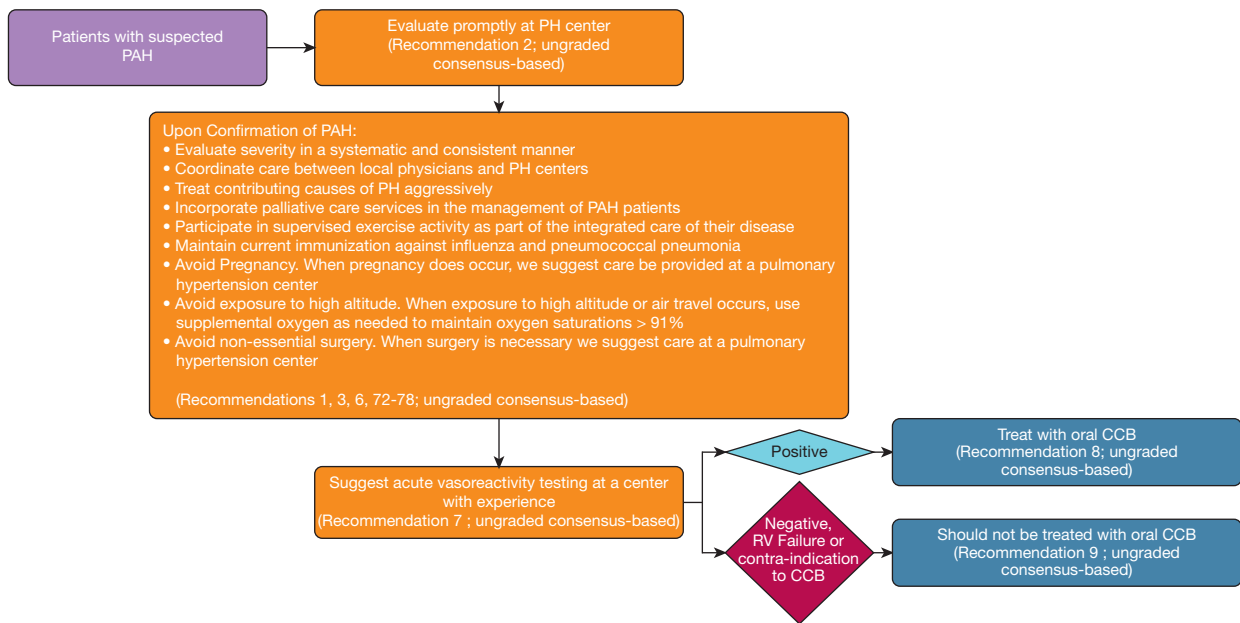 Patients with suspected
PAH
Evaluate promptly at PH center
(Recommendation 2; ungraded
consensus-based)
Upon Confirmation of PAH:
• Evaluate severity in a systematic and consistent manner
• Coordinate care between local physicians and PH centers
• Treat contributing causes of PH aggressively
• Incorporate palliative care services in the management of PAH patients
• Participate in supervised exercise activity as part of the integrated care of their disease
• Maintain current immunization against influenza and pneumococcal pneumonia
• Avoid Pregnancy. When pregnancy does occur, we suggest care be provided at a pulmonary
hypertension center
• Avoid exposure to high altitude. When exposure to high altitude or air travel occurs, use
supplemental oxygen as needed to maintain oxygen saturations > 91%
• Avoid non-essential surgery. When surgery is necessary we suggest care at a pulmonary
hypertension center
(Recommendations 1, 3, 6, 72-78; ungraded consensus-based)
Suggest acute vasoreactivity testing at a center
with experience
(Recommendation 7 ; ungraded consensus-based)
Positive
Treat with oral CCB
(Recommendation 8; ungraded
consensus-based)
Negative,
RV Failure or
contra-indication
to CCB
Should not be treated with oral CCB
(Recommendation 9 ; ungraded
consensus-based)